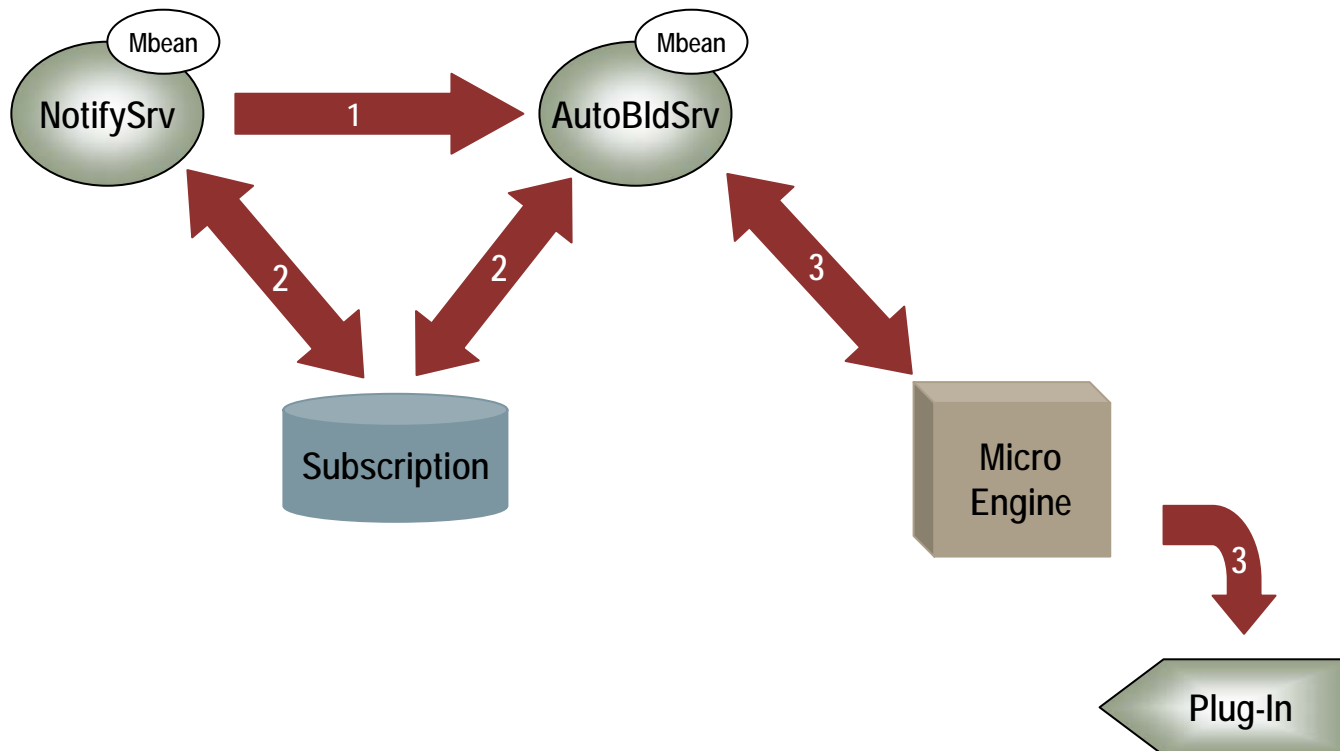 Mbean
NotifySrv
1
Mbean
AutoBldSrv
2
2
3
Subscription
Micro
Engine
3
Plug-In